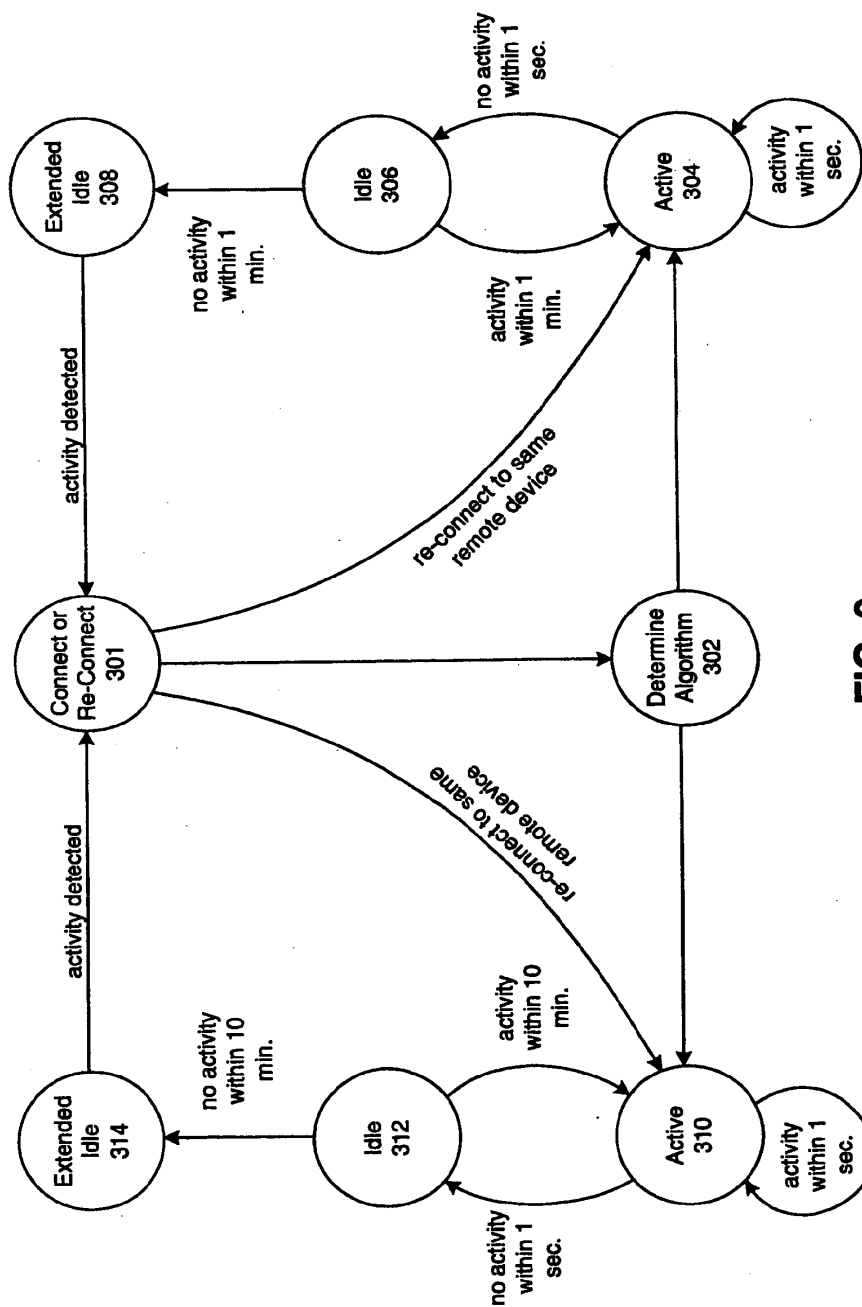 Extended
Idle
314
activity detected
Connect or
Re-Connect
301
activity detected
Extended
Idle
308
no activity
within 10
min.
no activity
within 1
min.
Idle
312
activity
within 10
min.
re-connect to same
remote device
re-connect to same
remote device
activity
within 1
min.
Idle
306
no activity
within 1
sec.
no activity
within 1
sec.
Active
310
Determine
Algorithm
302
Active
304
activity
within 1
sec.
activity
within 1
sec.